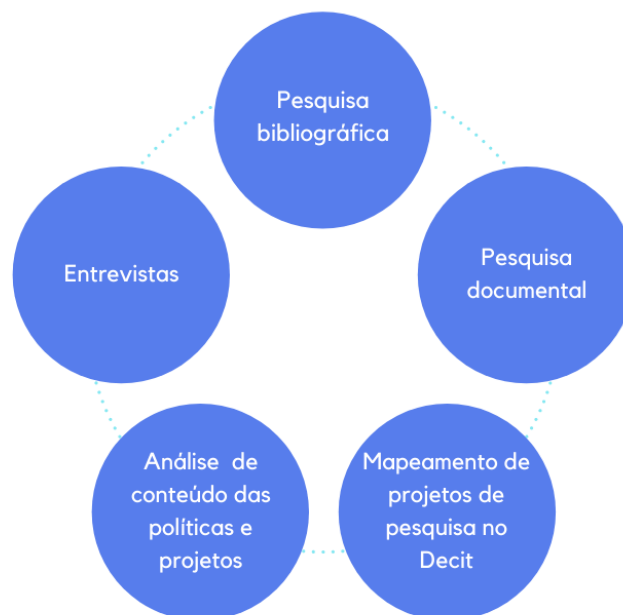 Pesquisa
bibliográfica
Pesquisa
documental
Mapeamento de
projetos de
pesquisa no
Decit
Análise de
conteúdo das
políticas e
projetos
Entrevistas